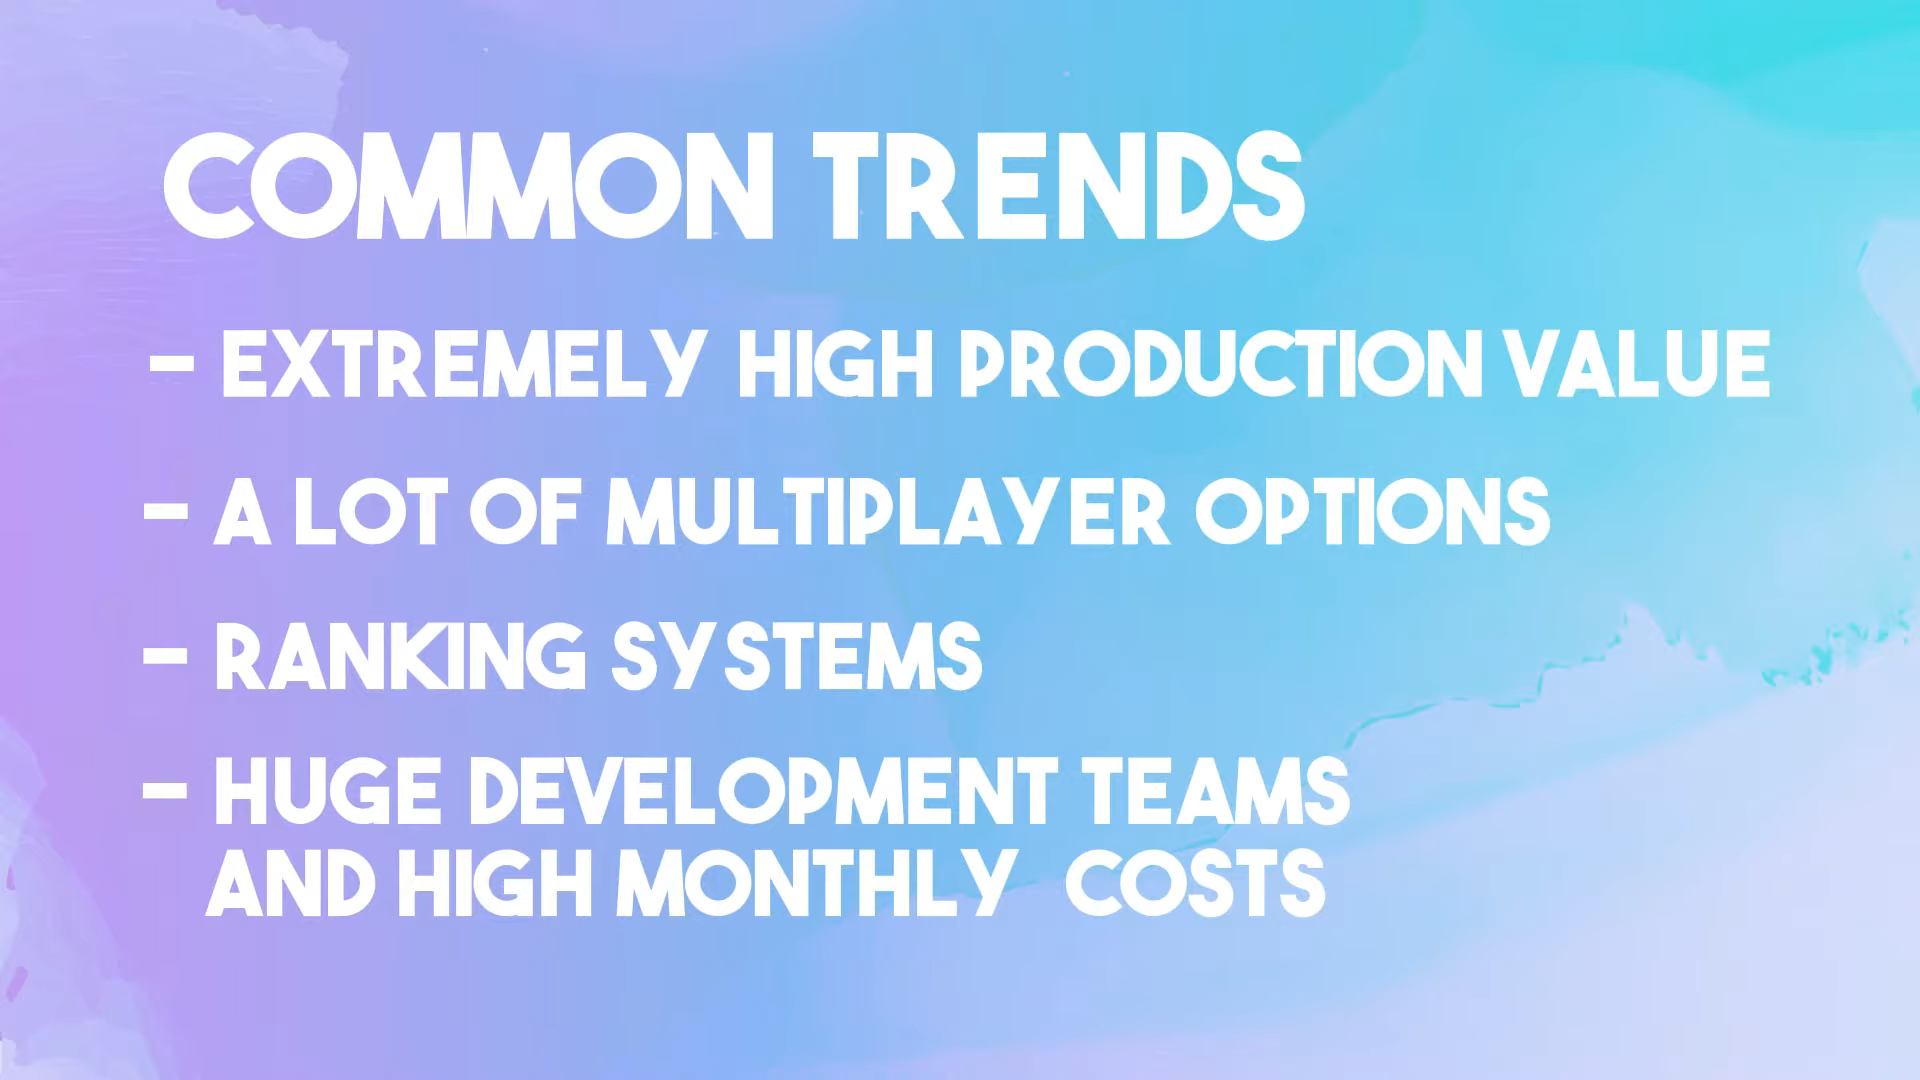 COMMON TRENDS
- EXTREMELY HIGH PRODUCTION VALUE
- A LOT OF MULTIPLAYER OPTIONS
- RANKING SYSTEMS
- HUGE DEVELOPMENT TEAMS
AND HIGH MONTHLY COSTS